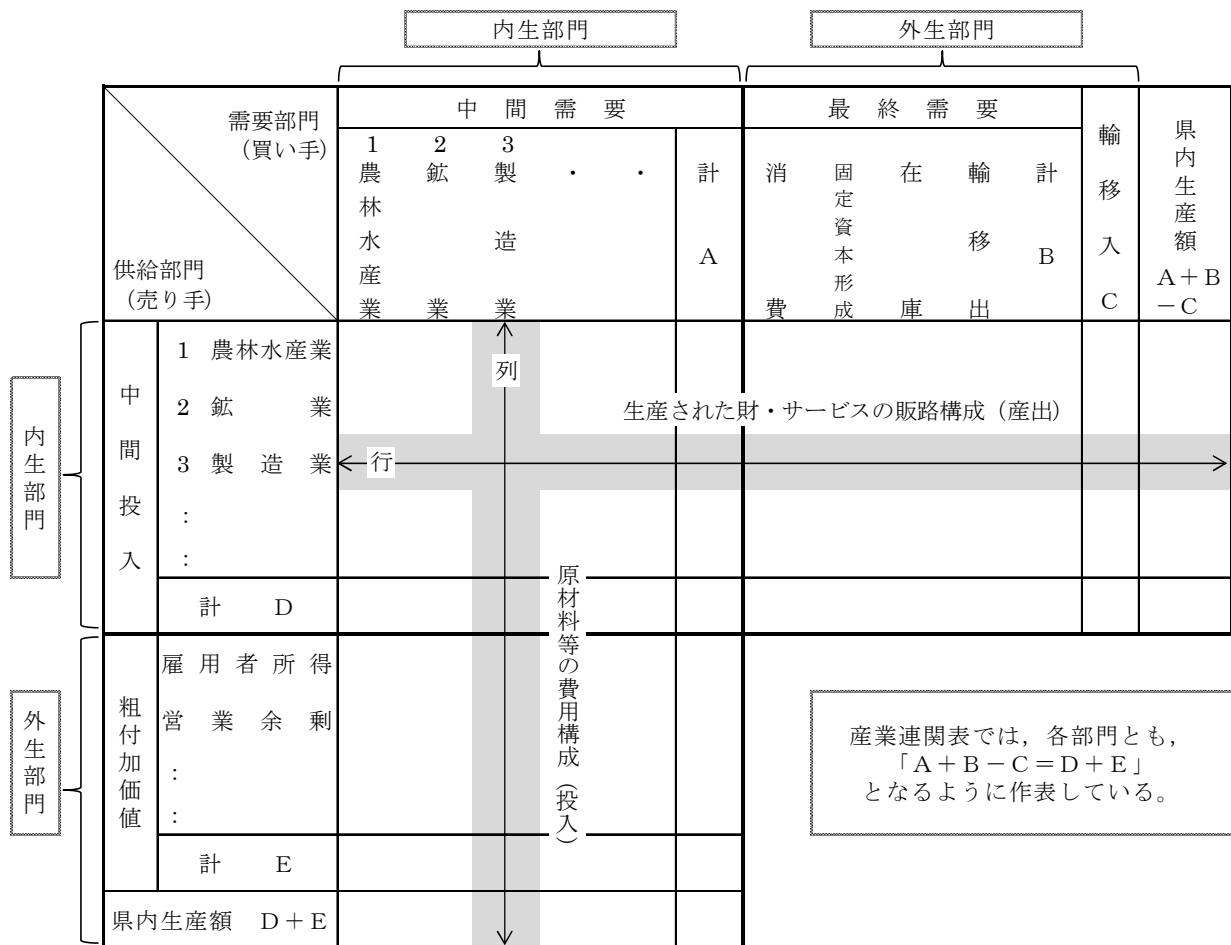 内生部門
外生部門
需要部門
(買い手)
供給部門
(売り手)
中間需要
最終需要
1 農林水産業
2 鉱業
3 製造業
・
・
計 A
消費
固定資本形成
在庫
輸移出
計 B
輸移入 C
県内生産額
A+B
-C
内生部門
中間投入
1 農林水産業
2 鉱業
3 製造業
:
:
計 D
列
行
生産された財・サービスの販路構成(産出)
原材料等の費用構成(投入)
外生部門
粗付加価値
雇用者所得
営業余剰
:
:
計 E
県内生産額 D+E
産業連関表では,各部門とも,
「A+B-C=D+E」
となるように作表している。